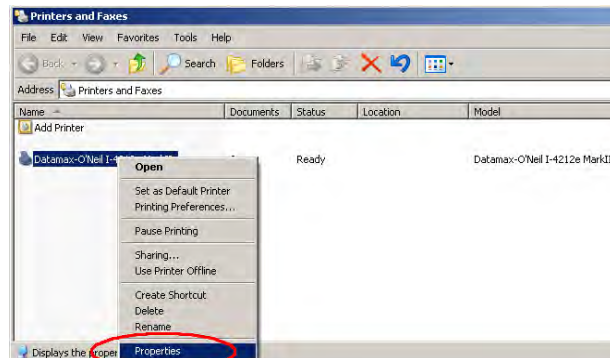 Printers and Faxes
File Edit View Favorites Tools Help
Back Search Folders
Address Printers and Faxes
Name Documents Status Location Model
Add Printer
Datamax-O'Neil Ready Datamax-O'Neil I-4212e
Open
Set as Default Printer
Printing Preferences...
Pause Printing
Sharing...
Use Printer Offline
Create Shortcut
Delete
Rename
Displays the Properties